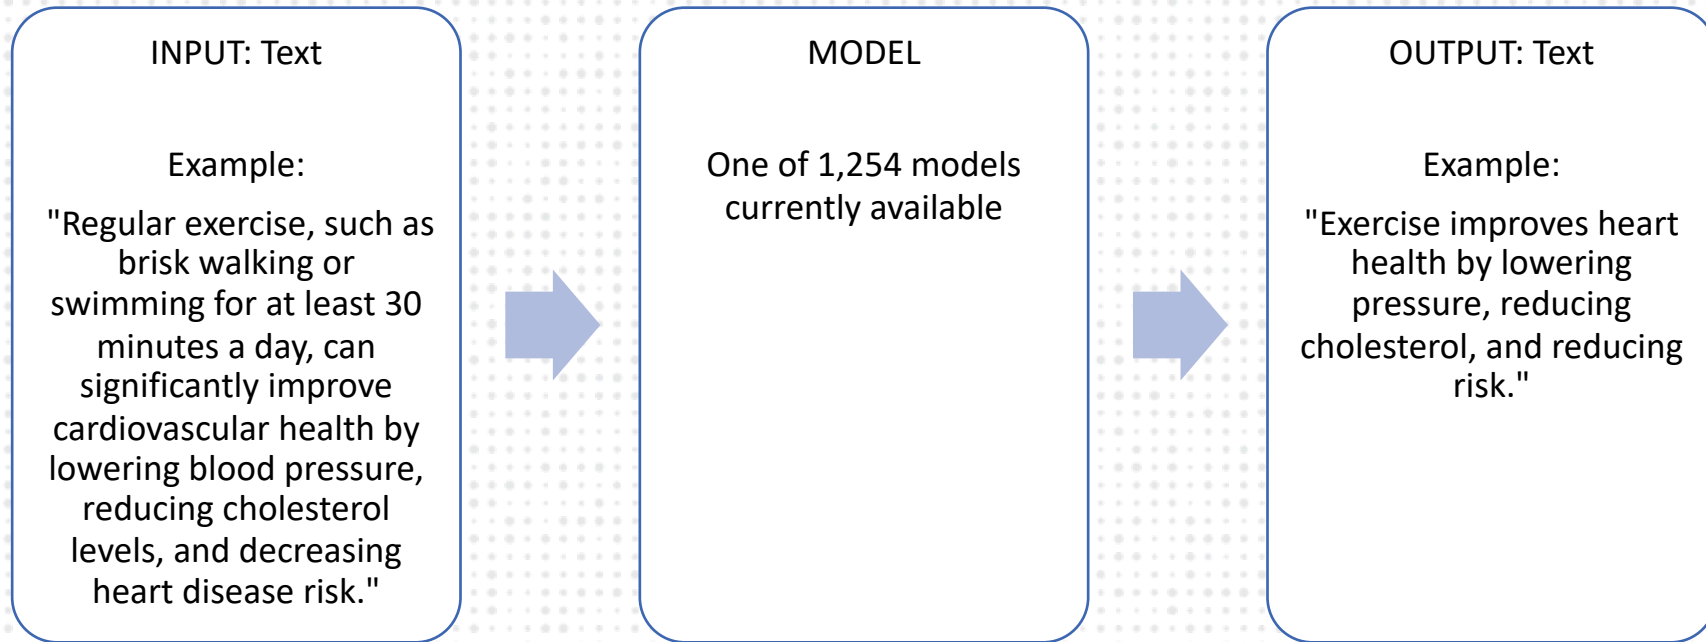 INPUT: Text
Example:
"Regular exercise, such as
brisk walking or
swimming for at least 30
minutes a day, can
significantly improve
cardiovascular health by
lowering blood pressure,
reducing cholesterol
levels, and decreasing
heart disease risk."
MODEL
One of 1,254 models
currently available
OUTPUT: Text
Example:
"Exercise improves heart
health by lowering
pressure, reducing
cholesterol, and reducing
risk."